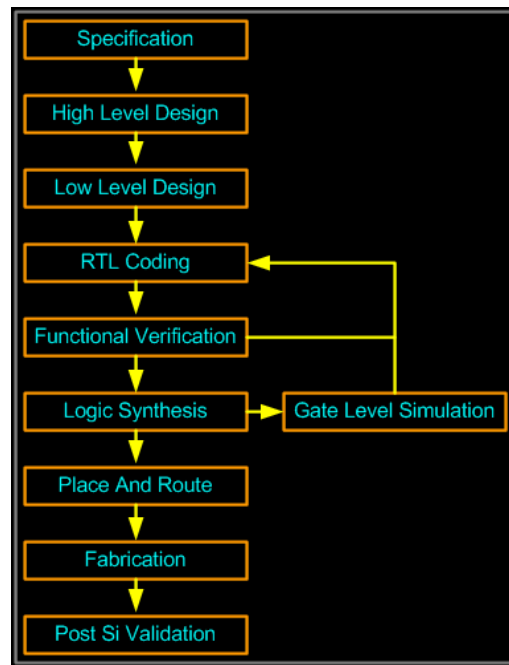 Specification
High Level Design
Low Level Design
RTL Coding
Functional Verification
Logic Synthesis
Gate Level Simulation
Place And Route
Fabrication
Post Si Validation